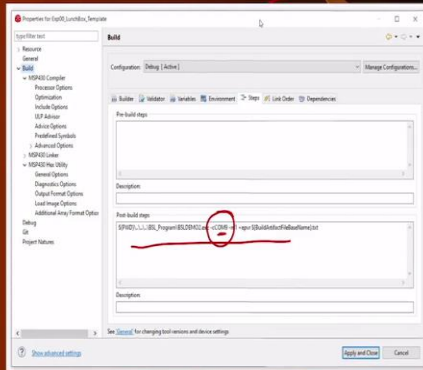 Properties for Exp00_LunchBox_Template
type filter text
Build
Resource
General
Build
MSP430 Compiler
Processor Options
Optimization
Include Options
ULP Advisor
Advice Options
Predefined Symbols
Advanced Options
MSP430 Linker
MSP430 Hex Utility
General Options
Diagnostics Options
Output Format Options
Load Image Options
Additional Array Format Option
Debug
Git
Project Natures
Configuration: Debug [ Active ]
Manage Configurations...
Builder Validator Variables Environment Steps Link Order Dependencies
Pre-build steps
Description:
Post-build steps
-cCOM9
Description:
See 'General' for changing tool versions and device settings
Show advanced settings
Apply and Close Cancel